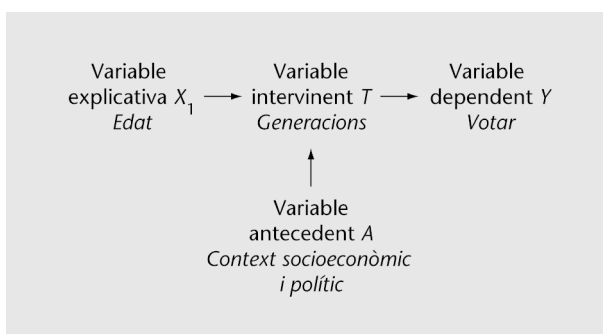 Variable
explicativa X₁
Edat
Variable
intervinent T
Generacions
Variable
dependent Y
Votar
Variable
antecedent A
Context socioeconòmic
i polític